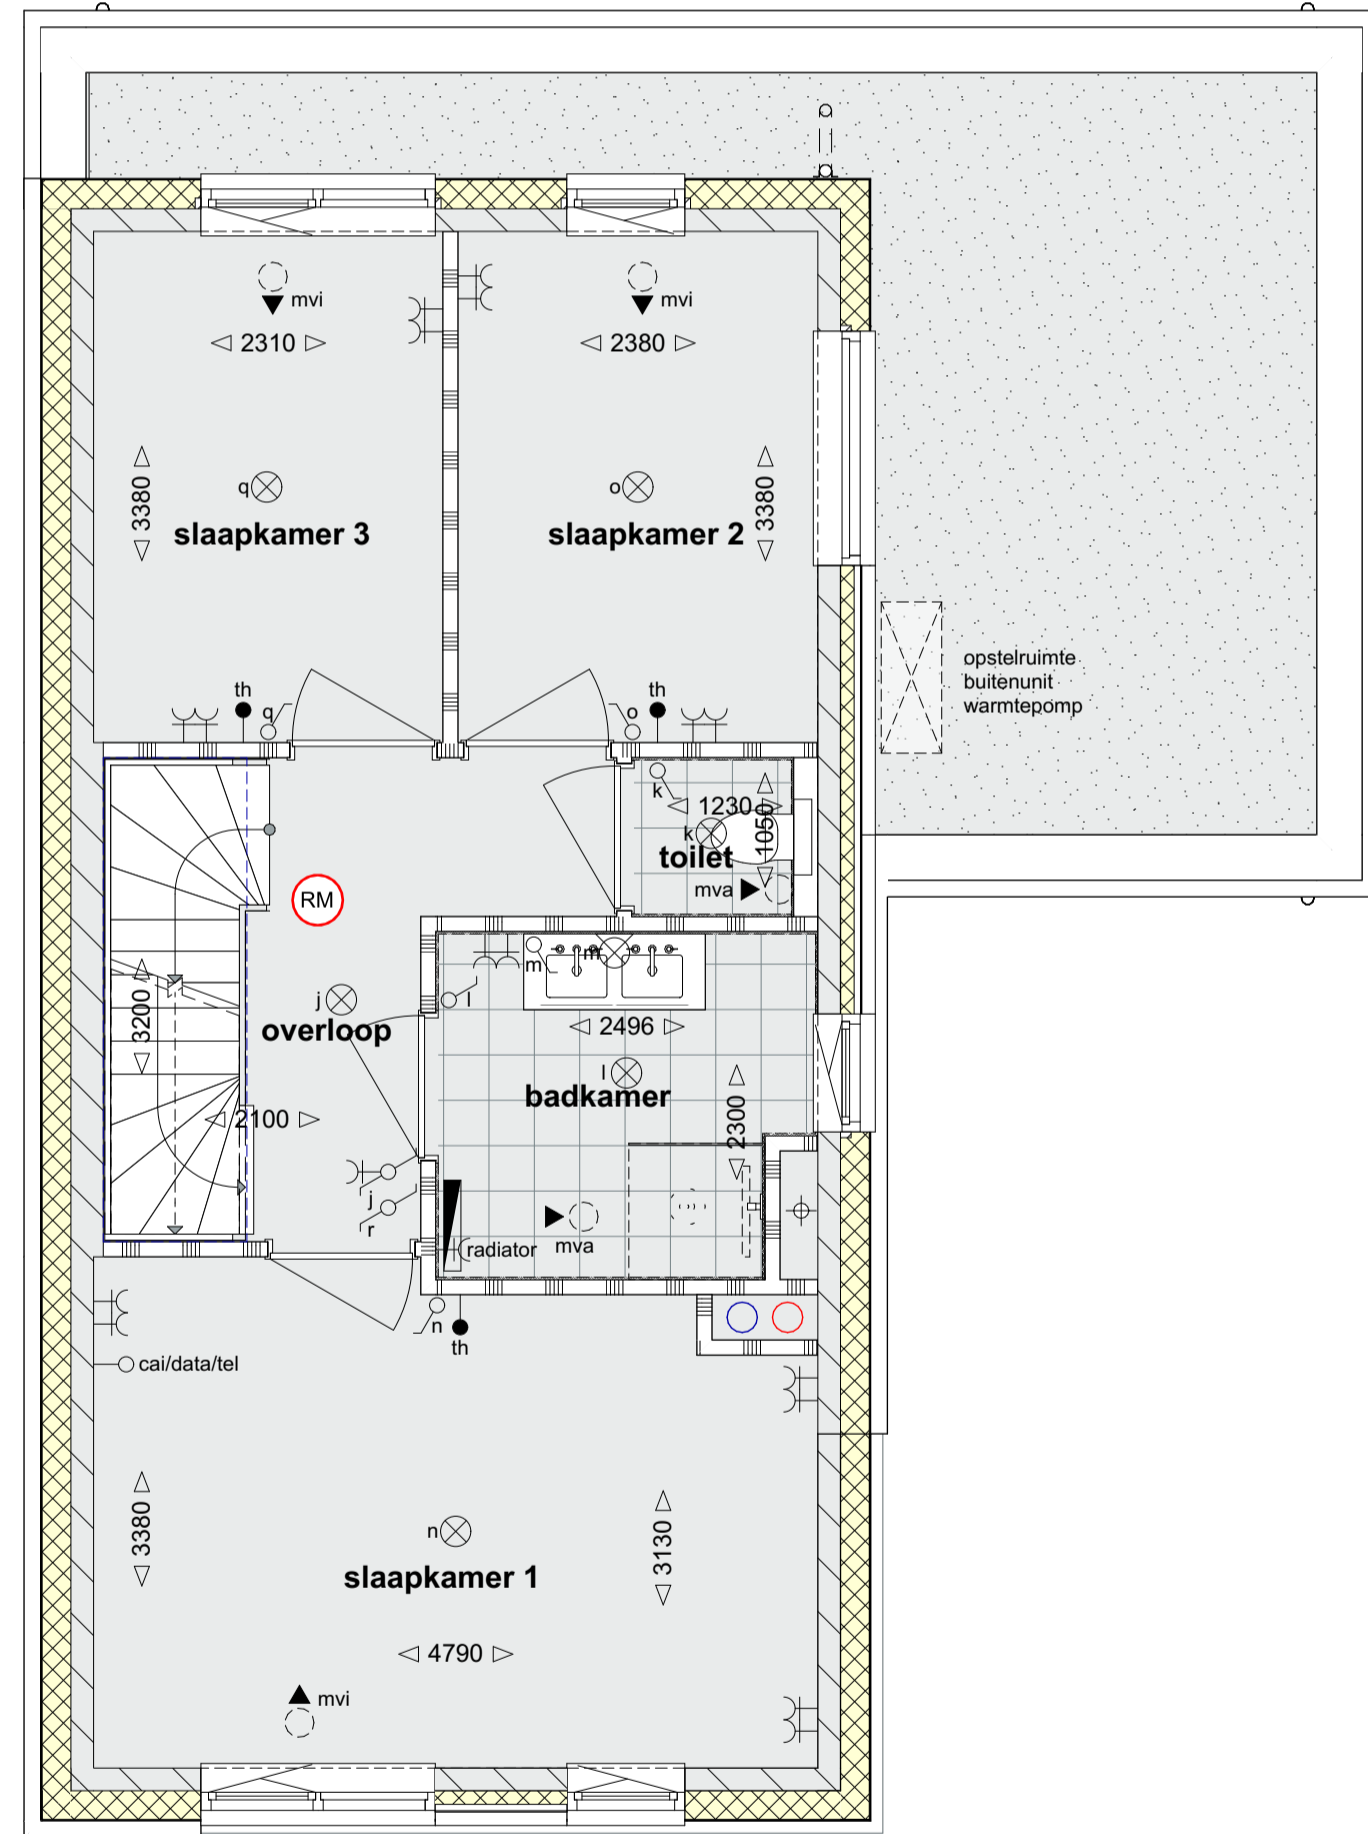 mvi
mvi
2310
2380
3380
3380
q
o
slaapkamer 3
slaapkamer 2
opstelruimte
buitenunit
warmtepomp
th
q
th
o
k
1230
1050
k
toilet
mva
RM
m
m
l
j
3200
overloop
2496
l
badkamer
2300
2100
j
r
radiator
mva
n
th
cai/data/tel
3380
3130
n
slaapkamer 1
4790
mvi